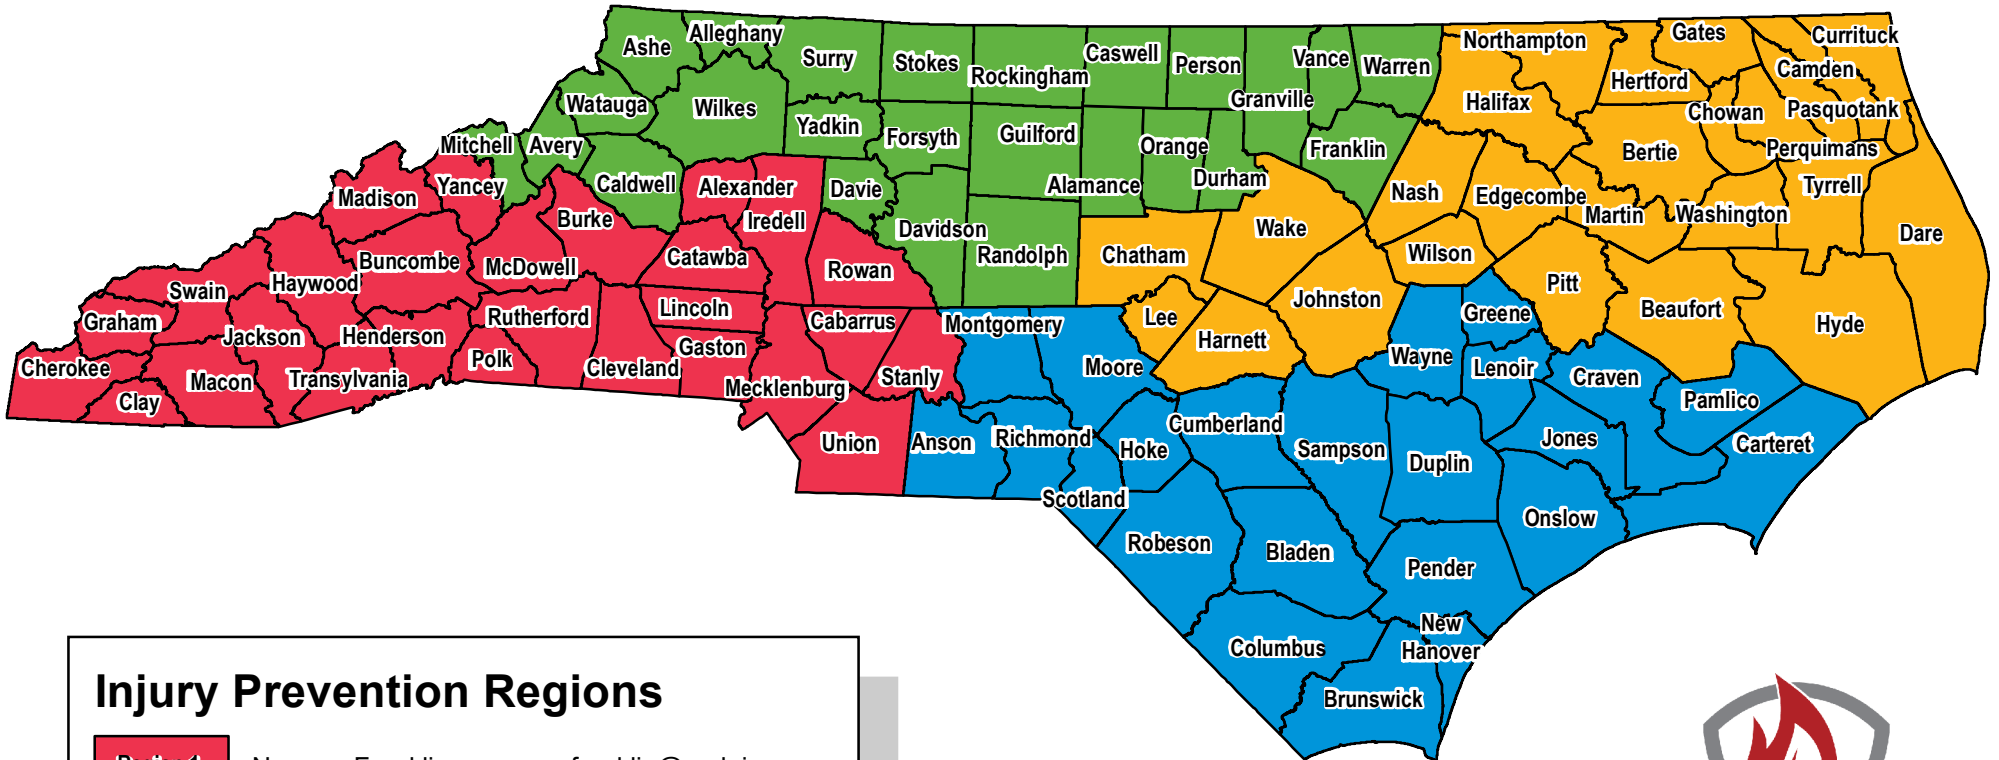 Ashe
Alleghany
Surry
Stokes
Rockingham
Caswell
Person
Vance
Warren
Granville
Northampton
Gates
Currituck
Camden
Hertford
Halifax
Chowan
Pasquotank
Perquimans
Watauga
Wilkes
Yadkin
Forsyth
Guilford
Orange
Franklin
Bertie
Mitchell
Avery
Caldwell
Alexander
Davie
Alamance
Durham
Nash
Edgecombe
Martin
Washington
Tyrrell
Madison
Yancey
Burke
Iredell
Davidson
Randolph
Chatham
Wake
Wilson
Dare
Swain
Haywood
Buncombe
McDowell
Catawba
Rowan
Johnston
Pitt
Beaufort
Hyde
Graham
Jackson
Henderson
Rutherford
Lincoln
Cabarrus
Montgomery
Lee
Harnett
Greene
Cherokee
Clay
Macon
Transylvania
Polk
Cleveland
Gaston
Mecklenburg
Stanly
Moore
Wayne
Lenoir
Craven
Pamlico
Union
Anson
Richmond
Hoke
Cumberland
Sampson
Duplin
Jones
Carteret
Scotland
Robeson
Bladen
Onslow
Pender
New
Hanover
Columbus
Brunswick
Injury Prevention Regions